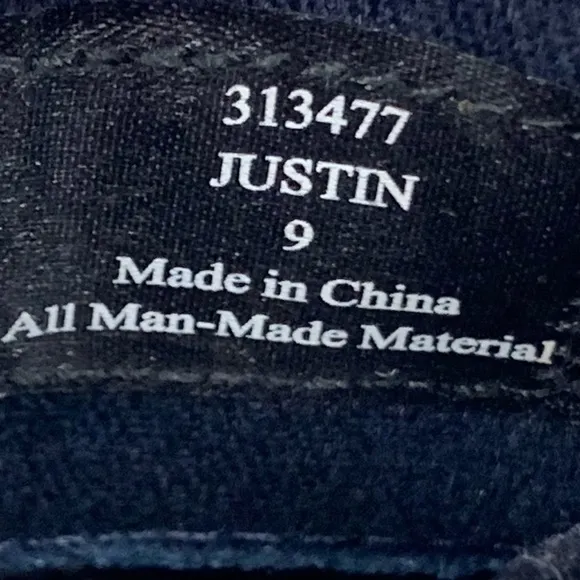 313477
JUSTIN
9
Made in China
All Man-Made Material